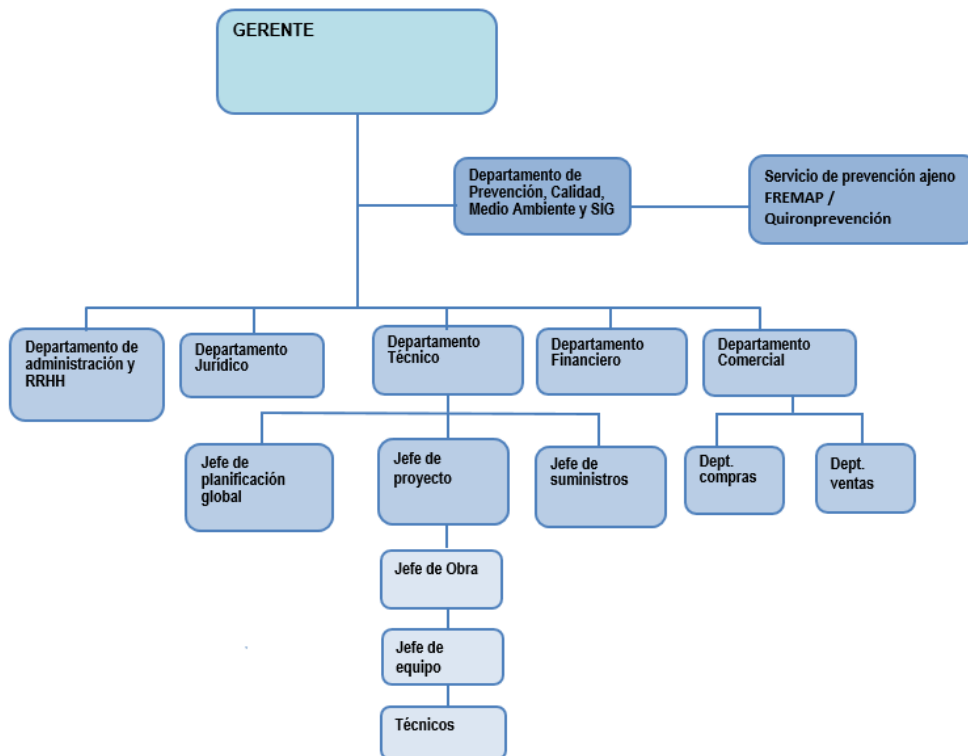 GERENTE
Departamento de
Prevención, Calidad,
Medio Ambiente y SIG
Servicio de prevención ajeno
FREMAP /
Quironprevención
Departamento de
administración y
RRHH
Departamento
Jurídico
Departamento
Técnico
Departamento
Financiero
Departamento
Comercial
Jefe de
planificación
global
Jefe de
proyecto
Jefe de
suministros
Dept.
compras
Dept.
ventas
Jefe de Obra
Jefe de
equipo
Técnicos